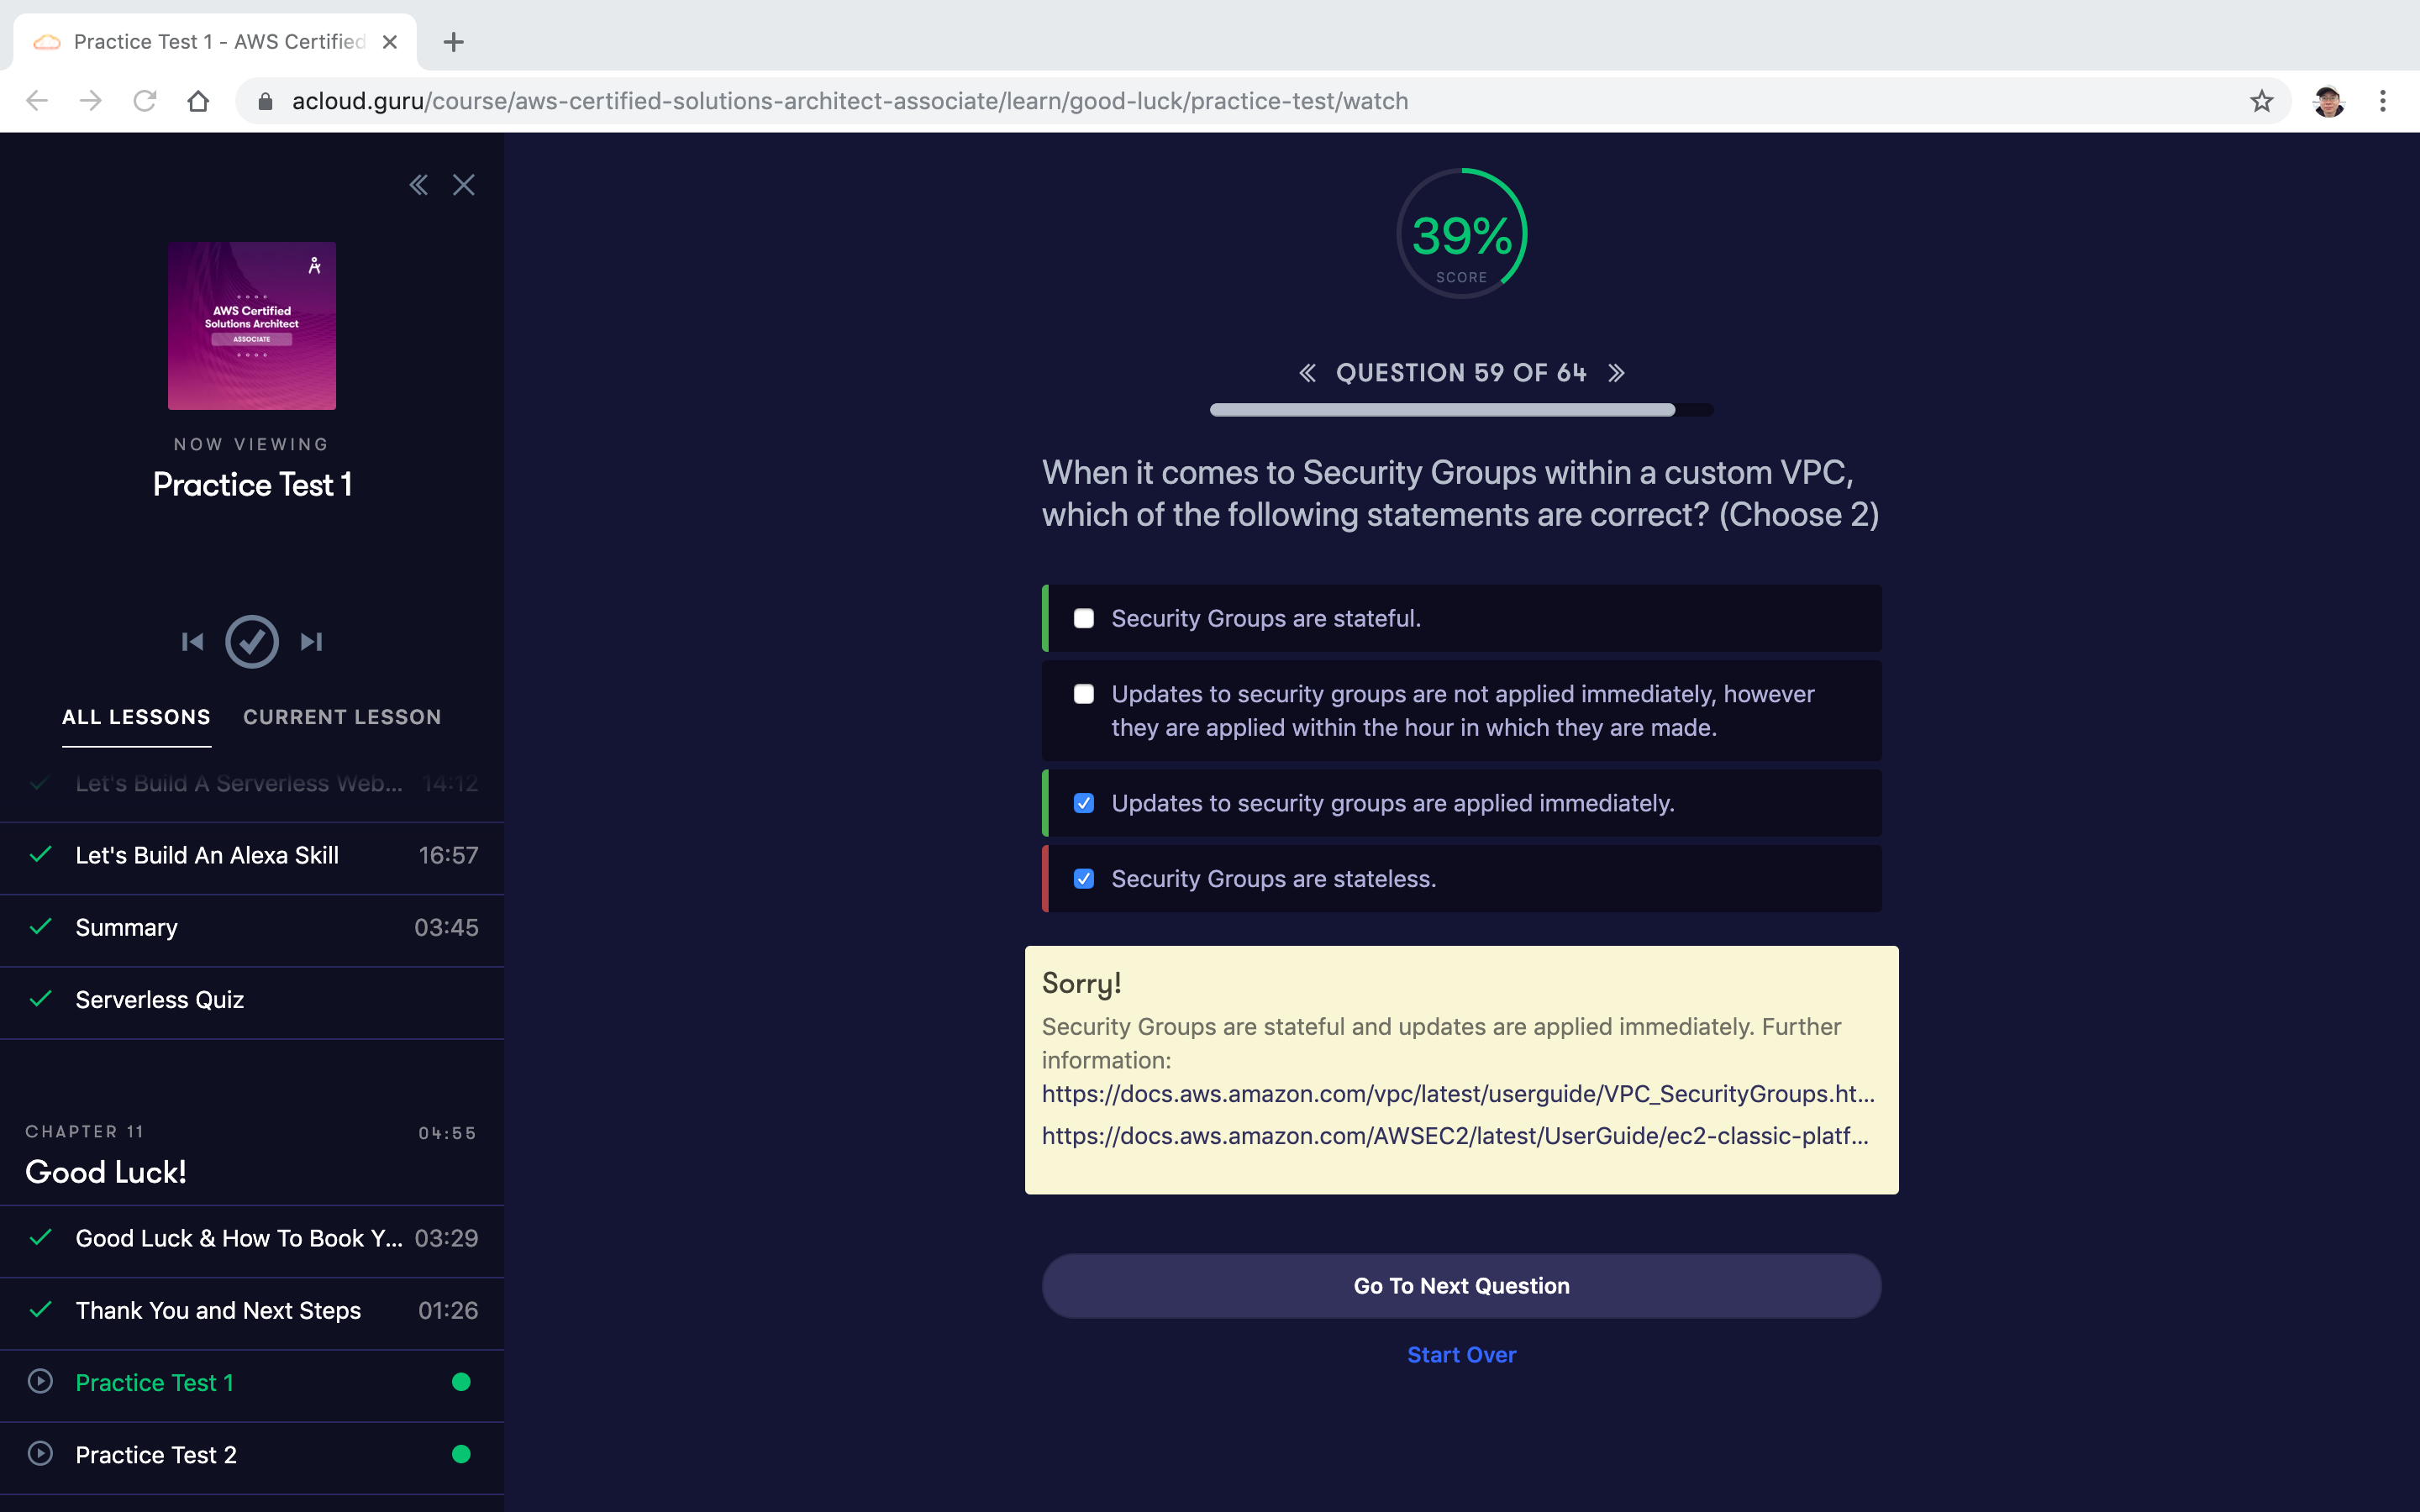 Practice Test 1 - AWS Certified
acloud.guru/course/aws-certified-solutions-architect-associate/learn/good-luck/practice-test/watch
AWS Certified
Solutions Architect
ASSOCIATE
NOW VIEWING
Practice Test 1
ALL LESSONS
CURRENT LESSON
Let's Build A Serverless Web... 14:12
Let's Build An Alexa Skill 16:57
Summary 03:45
Serverless Quiz
CHAPTER 11 04:55
Good Luck!
Good Luck & How To Book Y... 03:29
Thank You and Next Steps 01:26
Practice Test 1
Practice Test 2
39%
SCORE
QUESTION 59 OF 64
When it comes to Security Groups within a custom VPC,
which of the following statements are correct? (Choose 2)
Security Groups are stateful.
Updates to security groups are not applied immediately, however
they are applied within the hour in which they are made.
Updates to security groups are applied immediately.
Security Groups are stateless.
Sorry!
Security Groups are stateful and updates are applied immediately. Further
information:
https://docs.aws.amazon.com/vpc/latest/userguide/VPC_SecurityGroups.ht...
https://docs.aws.amazon.com/AWSEC2/latest/UserGuide/ec2-classic-platf...
Go To Next Question
Start Over